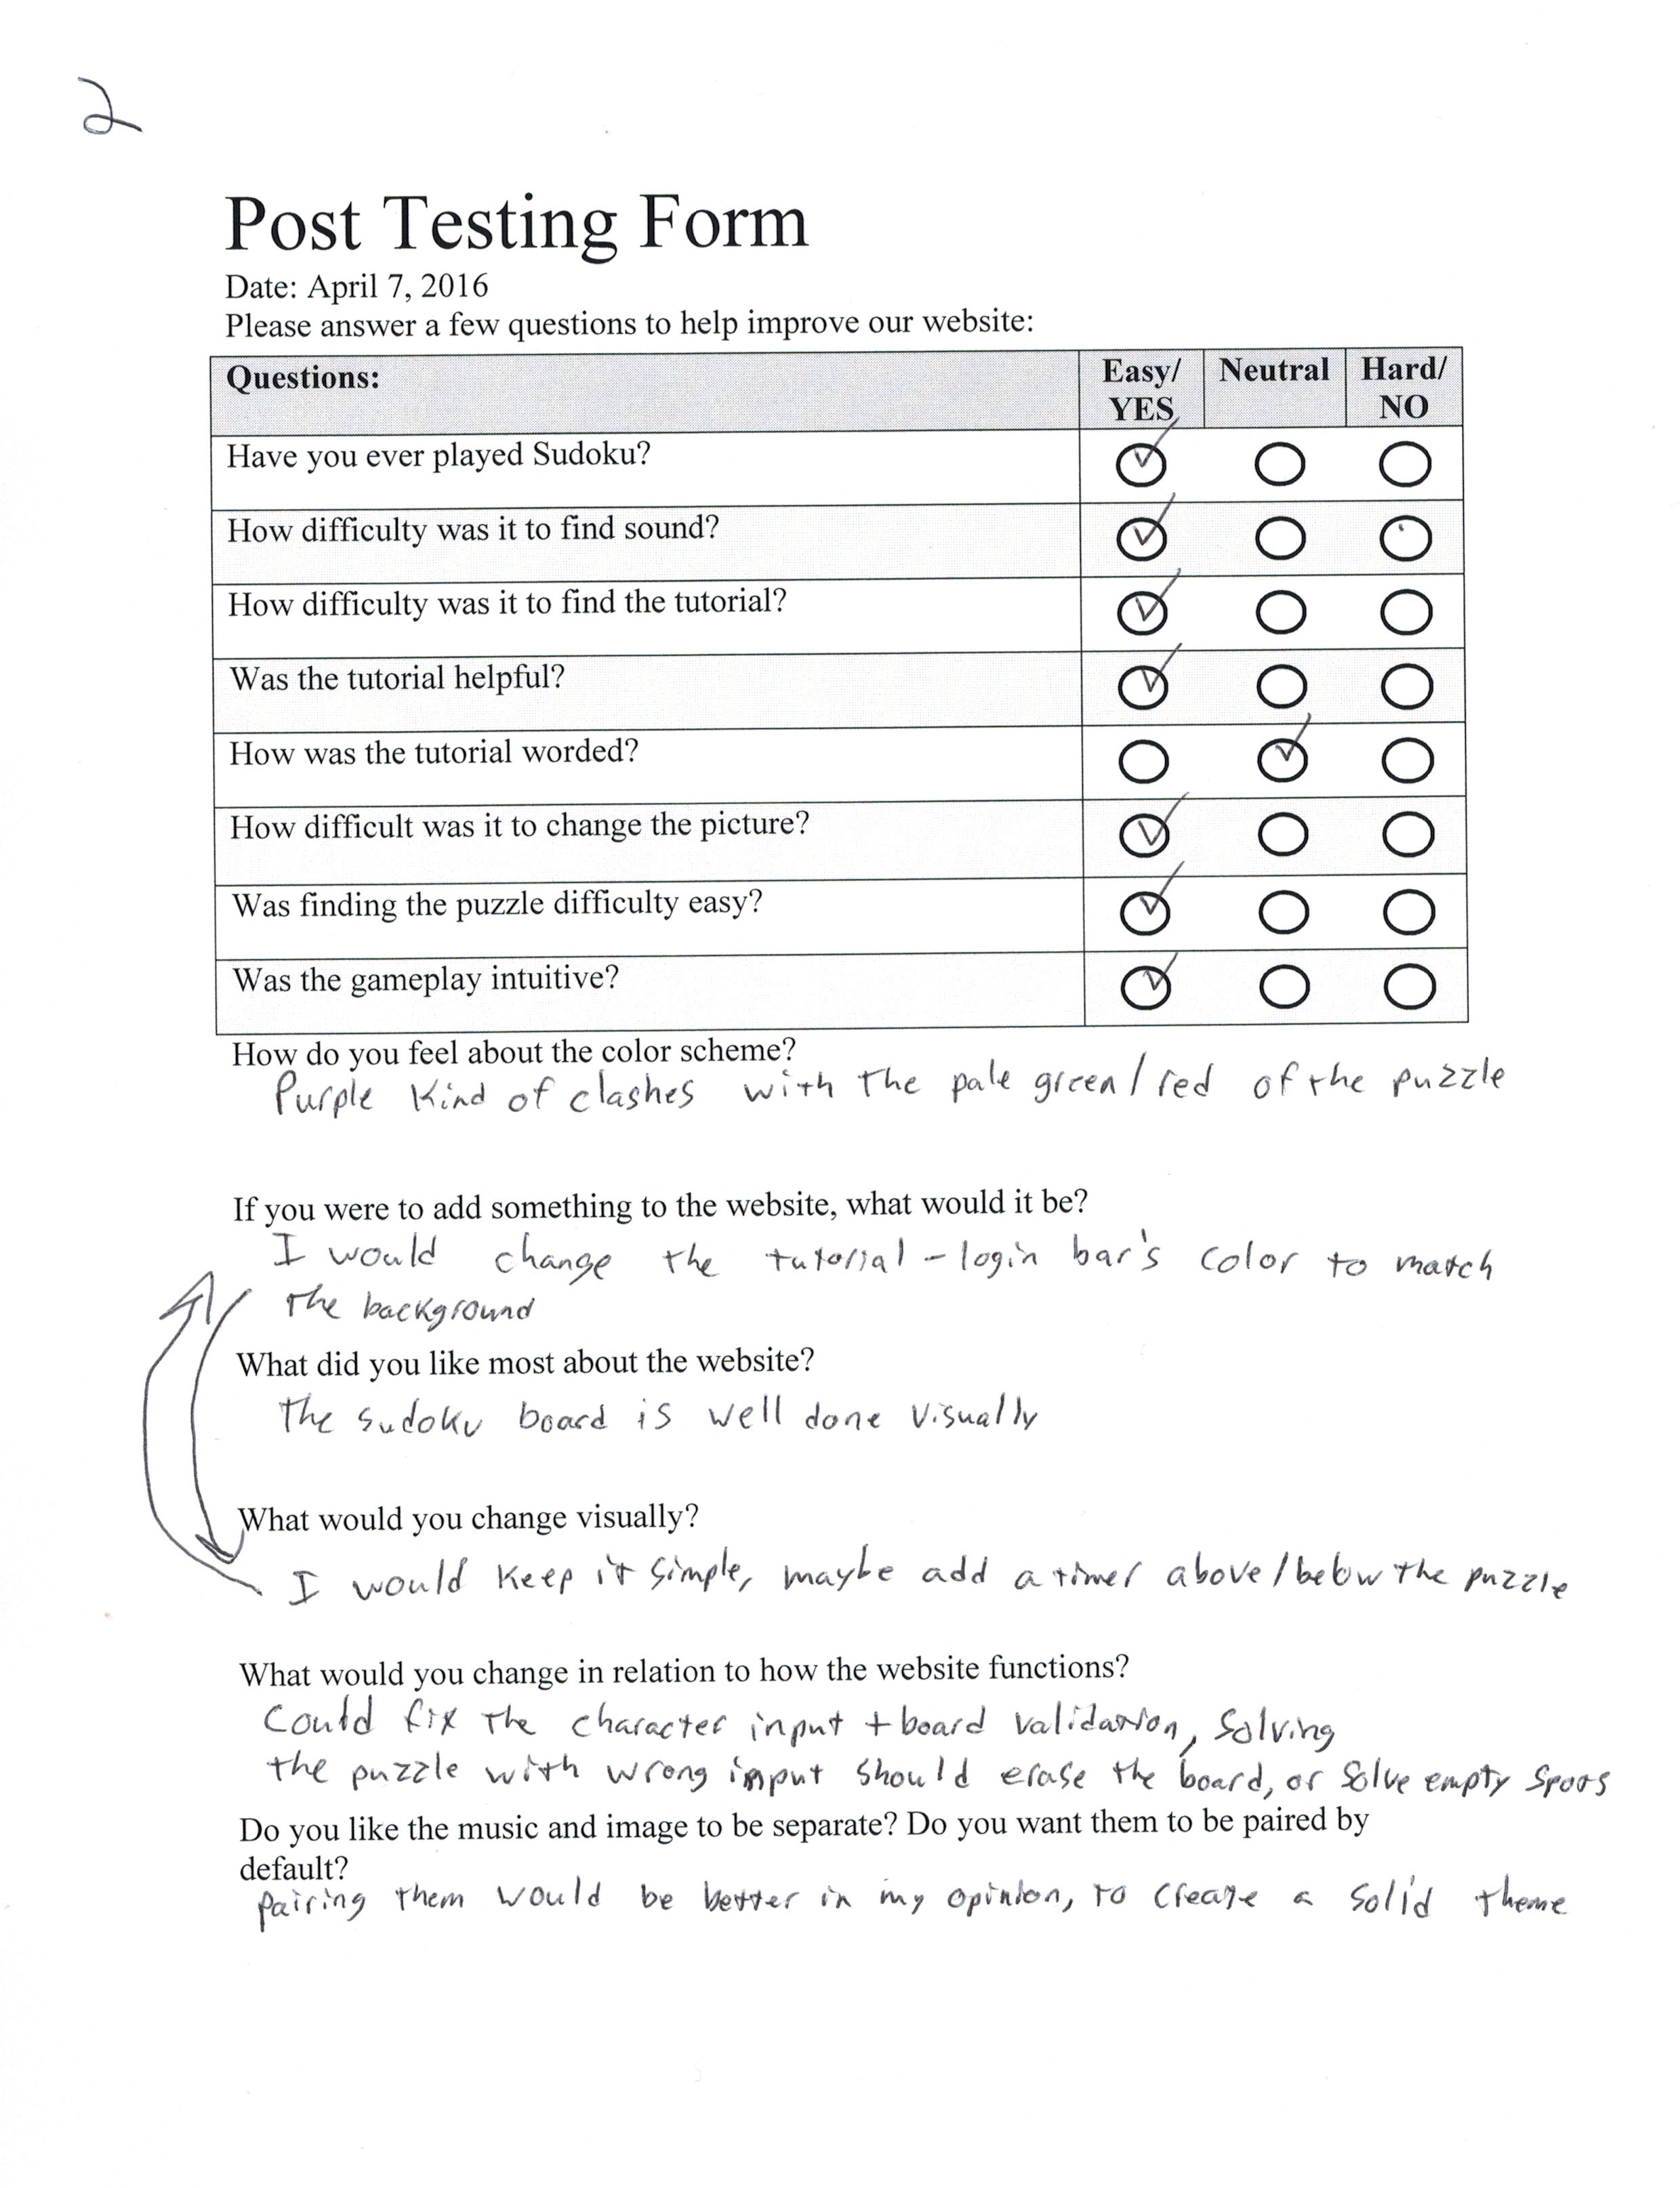 2
Post Testing Form
Date: April 7, 2016
Please answer a few questions to help improve our website:
Questions: Easy/ YES Neutral Hard/ NO
Have you ever played Sudoku?
How difficulty was it to find sound?
How difficulty was it to find the tutorial?
Was the tutorial helpful?
How was the tutorial worded?
How difficult was it to change the picture?
Was finding the puzzle difficulty easy?
Was the gameplay intuitive?
How do you feel about the color scheme?
Purple kind of clashes with the pale green/red of the puzzle
If you were to add something to the website, what would it be?
I would change the tutorial - login bar's color to match
the background
What did you like most about the website?
The sudoku board is well done visually
What would you change visually?
I would keep it simple, maybe add a timer above/below the puzzle
What would you change in relation to how the website functions?
Could fix the character input + board validation, Solving
the puzzle with wrong input should erase the board, or solve empty spots
Do you like the music and image to be separate? Do you want them to be paired by
default?
pairing them would be better in my opinion, to create a solid theme